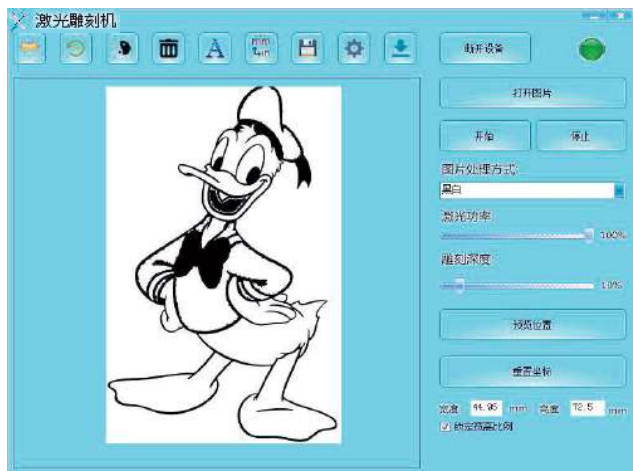 激光雕刻机
A
mm
in
断开设备
打开图片
开始
停止
图片处理方式:
黑白
激光功率:
100%
雕刻深度:
10%
预览位置
重置坐标
宽度 44.95 mm 高度 72.5 mm
锁定宽高比例